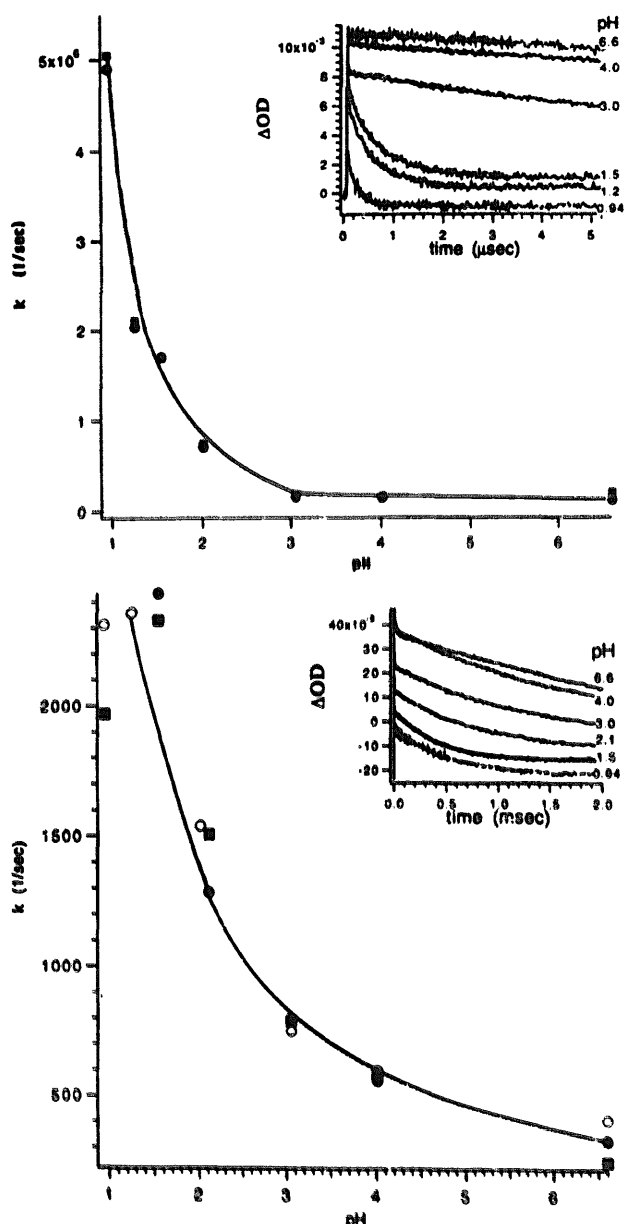 5x10⁶
4
3
2
1
0
k (1/sec)
1 2 3 4 5 6
pH
10x10⁻³
8
6
4
2
0
ΔOD
0 1 2 3 4 5
time (μsec)
pH
6.6
4.0
3.0
1.5
1.2
0.94
2000
1500
1000
500
k (1/sec)
1 2 3 4 5 6
pH
40x10⁻³
30
20
10
0
-10
-20
ΔOD
0.0 0.5 1.0 1.5 2.0
time (msec)
pH
6.6
4.0
3.0
2.1
1.5
0.94